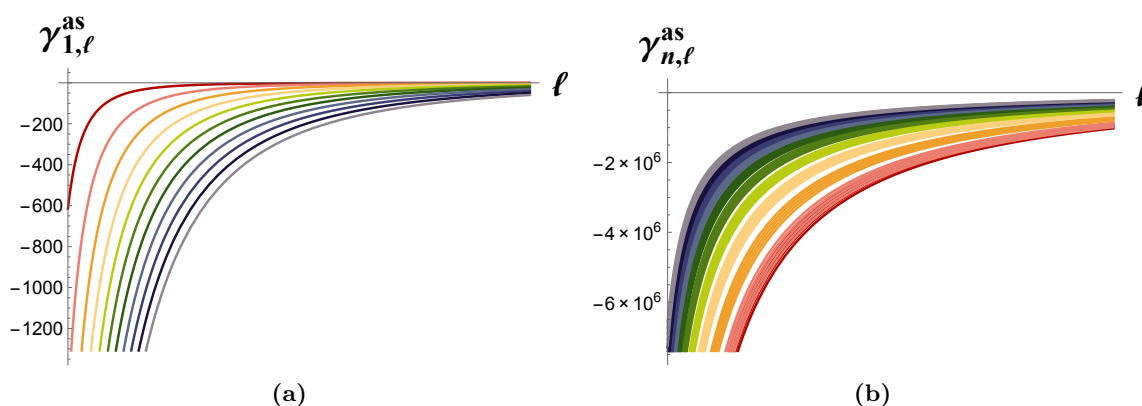 γ^as_1,ℓ
ℓ
−200
−400
−600
−800
−1000
−1200
(a)
γ^as_n,ℓ
ℓ
−2 × 10^6
−4 × 10^6
−6 × 10^6
(b)